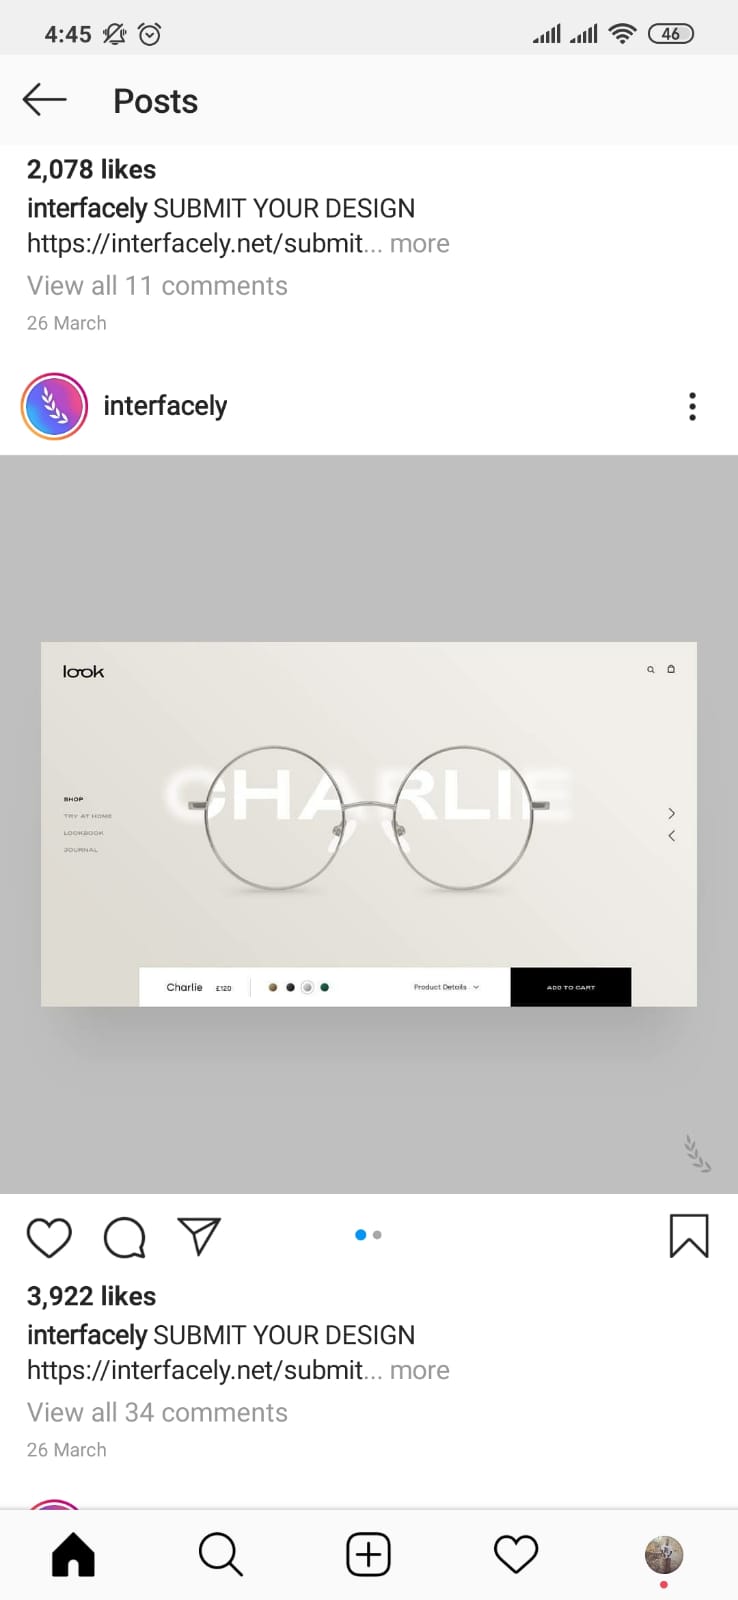 4:45
46
Posts
2,078 likes
interfacely SUBMIT YOUR DESIGN
https://interfacely.net/submit... more
View all 11 comments
26 March
interfacely
look
CHARLIE
SHOP
TRY AT HOME
LOOKBOOK
JOURNAL
Charlie £120 Product Details ADD TO CART
3,922 likes
interfacely SUBMIT YOUR DESIGN
https://interfacely.net/submit... more
View all 34 comments
26 March